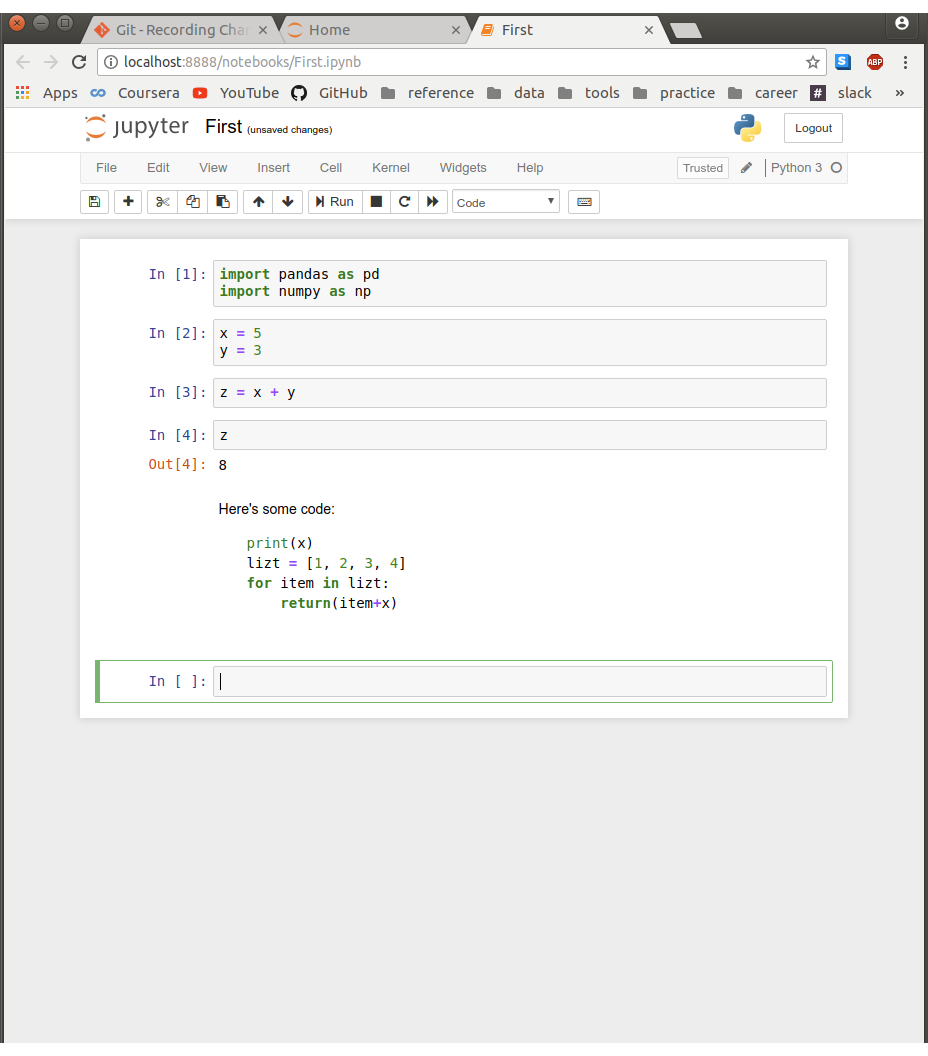 Git - Recording Char
Home
First
localhost:8888/notebooks/First.ipynb
S
ABP
Apps Coursera YouTube GitHub reference data tools practice career # slack »
jupyter First (unsaved changes)
Logout
File Edit View Insert Cell Kernel Widgets Help
Trusted
Python 3
Run
Code
In [1]: import pandas as pd
import numpy as np
In [2]: x = 5
y = 3
In [3]: z = x + y
In [4]: z
Out[4]: 8
Here's some code:
print(x)
lizt = [1, 2, 3, 4]
for item in lizt:
    return(item+x)
In [ ]: